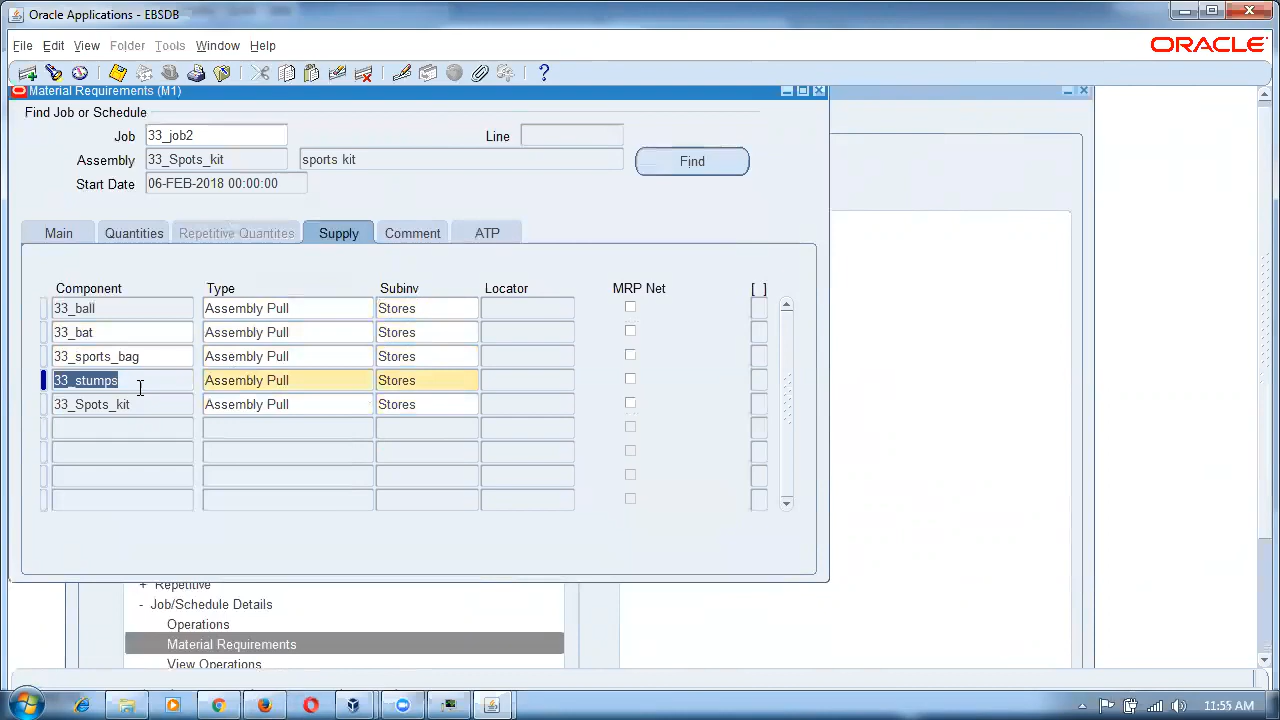 Oracle Applications - EBSDB
File Edit View Folder Tools Window Help
ORACLE
Material Requirements (M1)
Find Job or Schedule
Job 33_job2 Line
Assembly 33_Spots_kit sports kit Find
Start Date 06-FEB-2018 00:00:00
Main Quantities Repetitive Quantites Supply Comment ATP
Component Type Subinv Locator MRP Net [ ]
33_ball Assembly Pull Stores
33_bat Assembly Pull Stores
33_sports_bag Assembly Pull Stores
33_stumps Assembly Pull Stores
33_Spots_kit Assembly Pull Stores
+ Repetitive
- Job/Schedule Details
Operations
Material Requirements
View Operations
11:55 AM